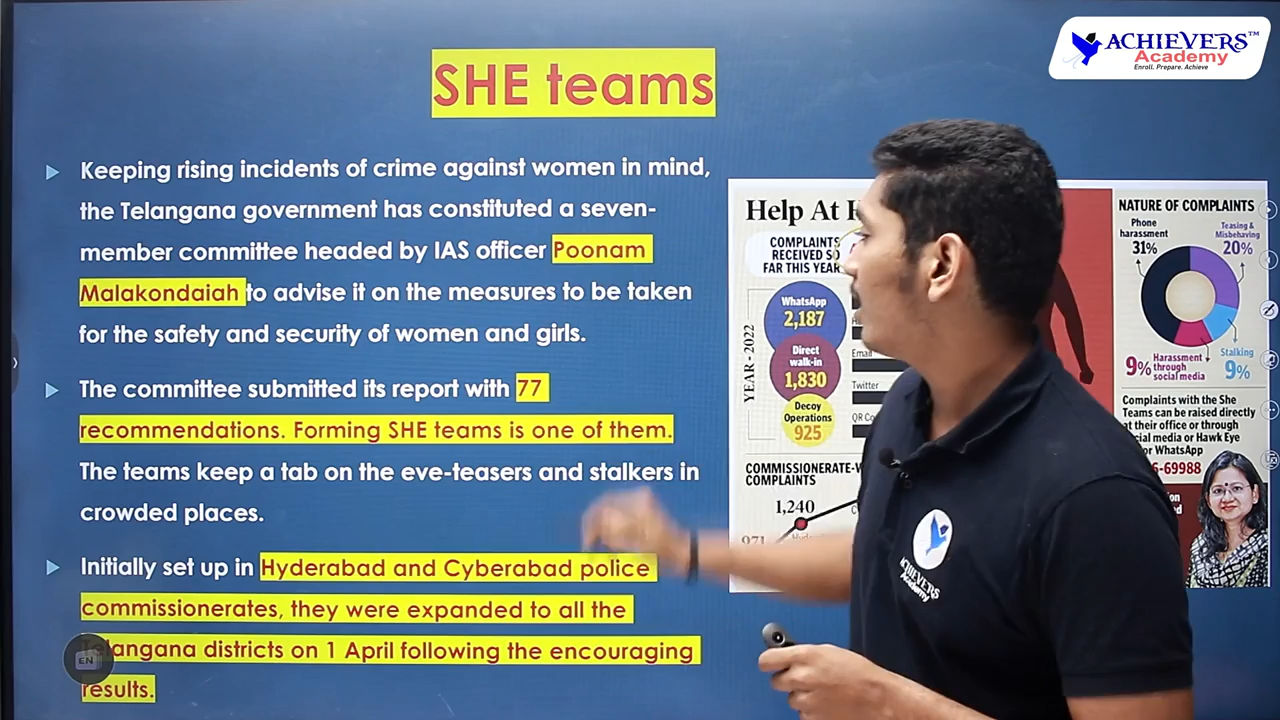 ACHIEVERS™
Academy
Enroll. Prepare. Achieve
SHE teams
Keeping rising incidents of crime against women in mind,
the Telangana government has constituted a seven-
member committee headed by IAS officer Poonam
Malakondaiah to advise it on the measures to be taken
for the safety and security of women and girls.
The committee submitted its report with 77
recommendations. Forming SHE teams is one of them.
The teams keep a tab on the eve-teasers and stalkers in
crowded places.
Initially set up in Hyderabad and Cyberabad police
commissionerates, they were expanded to all the
Telangana districts on 1 April following the encouraging
results.
EN
Help At
COMPLAINTS
RECEIVED SO
FAR THIS YEAR
YEAR - 2022
WhatsApp
2,187
Direct
walk-in
1,830
Decoy
Operations
925
Email
Twitter
QR
COMMISSIONERATE-
COMPLAINTS
1,240
971
NATURE OF COMPLAINTS
Phone
harassment
31%
Teasing &
Misbehaving
20%
9% Harassment
through
social media
Stalking
9%
Complaints with the She
Teams can be raised directly
at their office or through
social media or Hawk Eye
or WhatsApp
-69988
ACHIEVERS
Academy